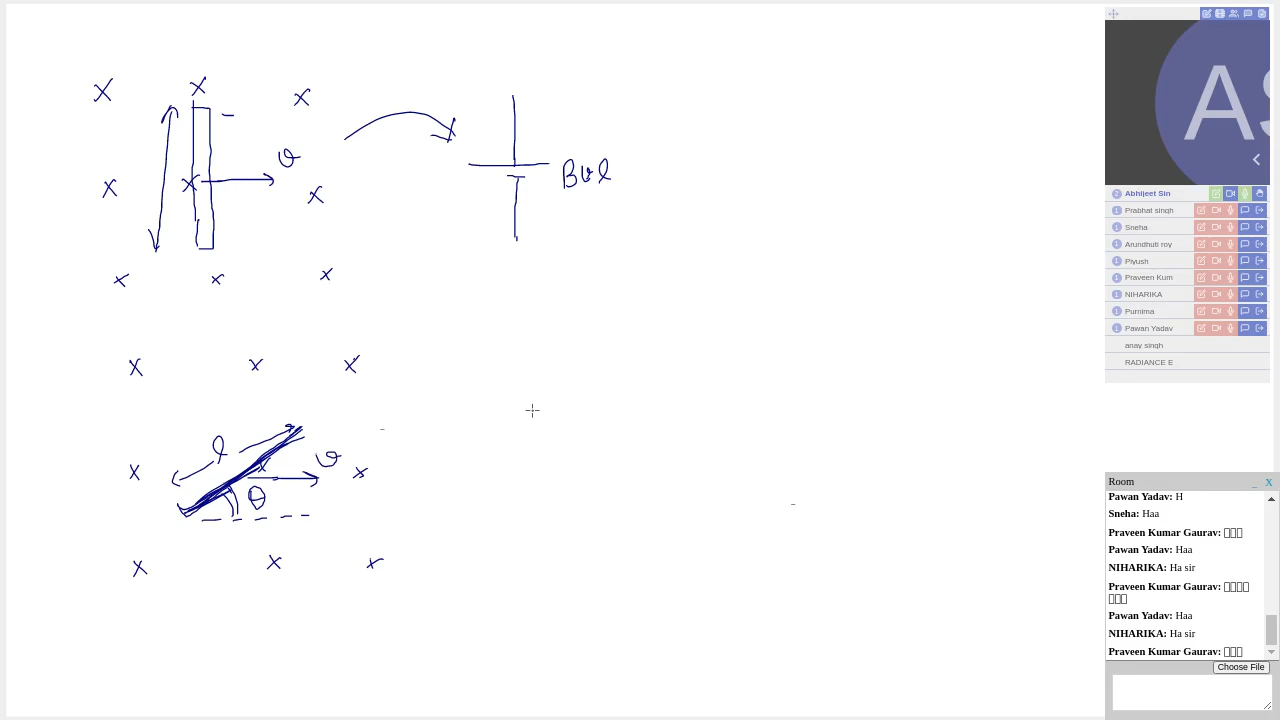 x x x
v
x x x
Bvl
x x x
x x x
l
v
x x x
θ
x x x
AS
Abhijeet Sin
Prabhat singh
Sneha
Arundhuti roy
Piyush
Praveen Kum
NIHARIKA
Purnima
Pawan Yadav
anay singh
RADIANCE E
Room _ X
Pawan Yadav: H
Sneha: Haa
Praveen Kumar Gaurav: □□□
Pawan Yadav: Haa
NIHARIKA: Ha sir
Praveen Kumar Gaurav: □□□□
□□□
Pawan Yadav: Haa
NIHARIKA: Ha sir
Praveen Kumar Gaurav: □□□
Choose File